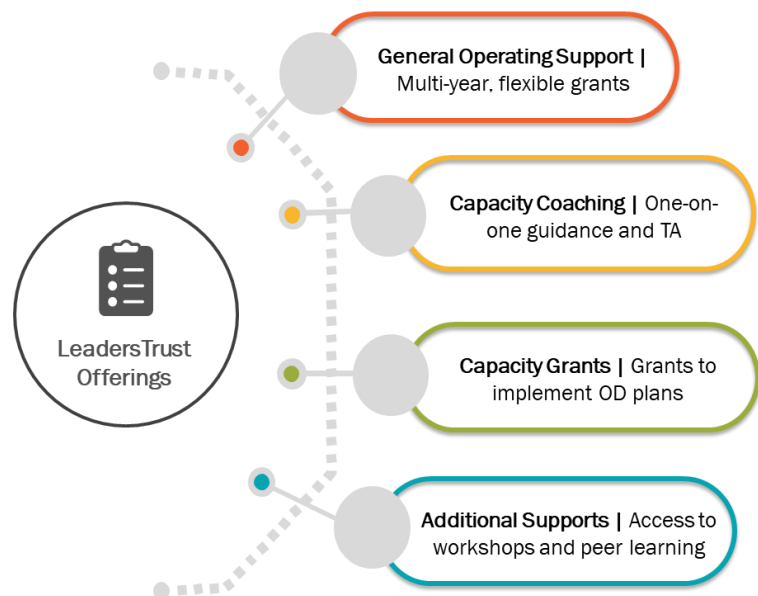 General Operating Support |
Multi-year, flexible grants
Capacity Coaching | One-on-
one guidance and TA
LeadersTrust
Offerings
Capacity Grants | Grants to
implement OD plans
Additional Supports | Access to
workshops and peer learning